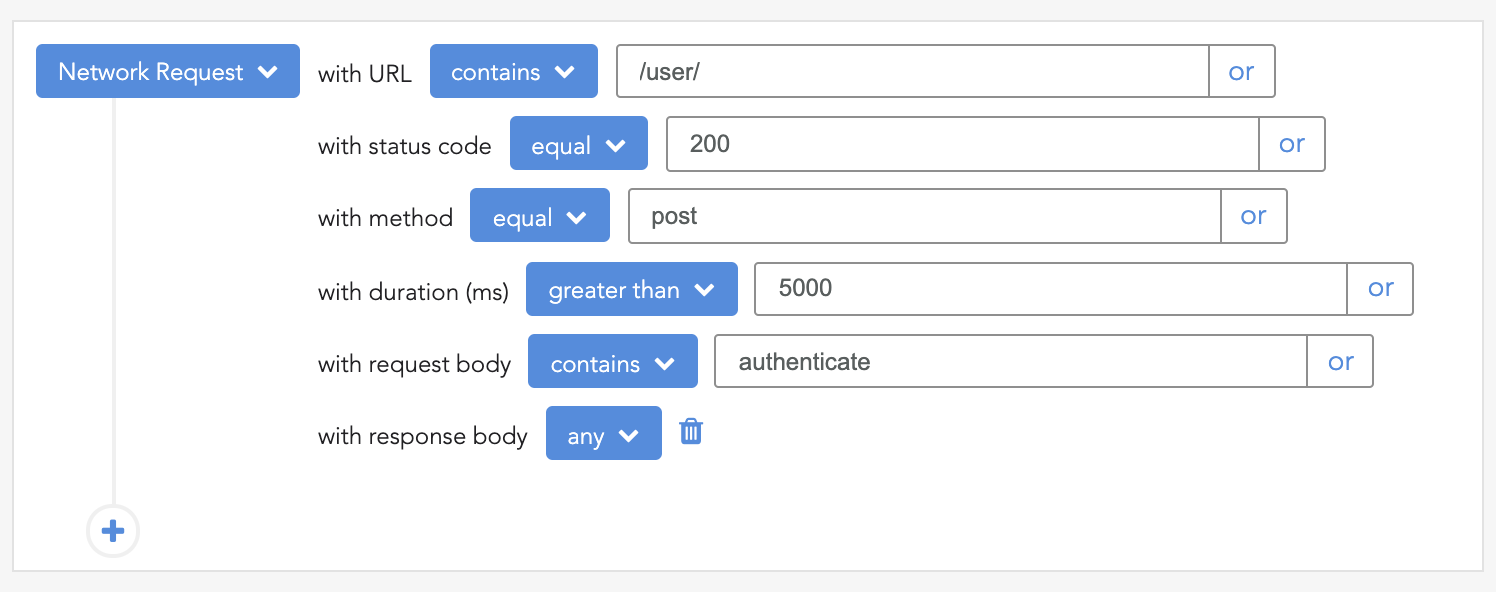 Network Request with URL contains /user/ or
with status code equal 200 or
with method equal post or
with duration (ms) greater than 5000 or
with request body contains authenticate or
with response body any